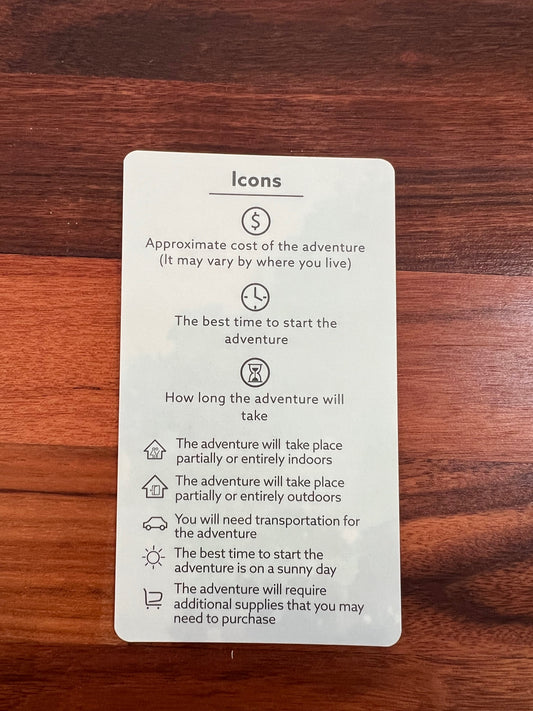 Icons
$
Approximate cost of the adventure
(It may vary by where you live)
The best time to start the
adventure
How long the adventure will
take
The adventure will take place
partially or entirely indoors
The adventure will take place
partially or entirely outdoors
You will need transportation for
the adventure
The best time to start the
adventure is on a sunny day
The adventure will require
additional supplies that you may
need to purchase